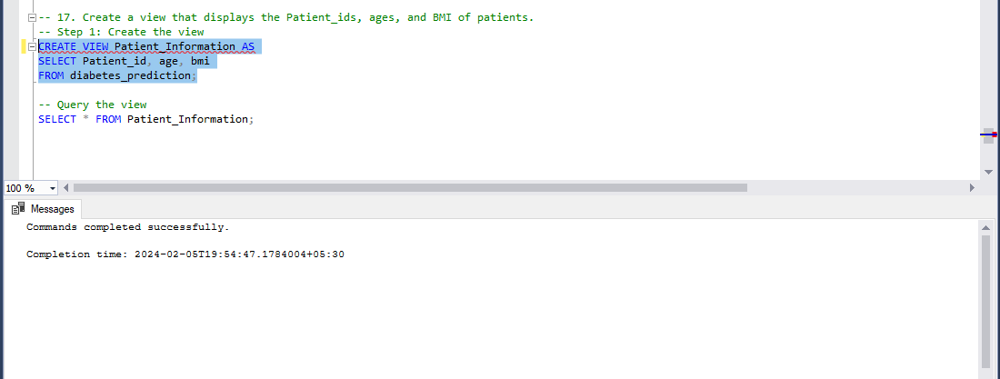 -- 17. Create a view that displays the Patient_ids, ages, and BMI of patients.
-- Step 1: Create the view
CREATE VIEW Patient_Information AS
SELECT Patient_id, age, bmi
FROM diabetes_prediction;
-- Query the view
SELECT * FROM Patient_Information;
100 %
Messages
Commands completed successfully.
Completion time: 2024-02-05T19:54:47.1784004+05:30